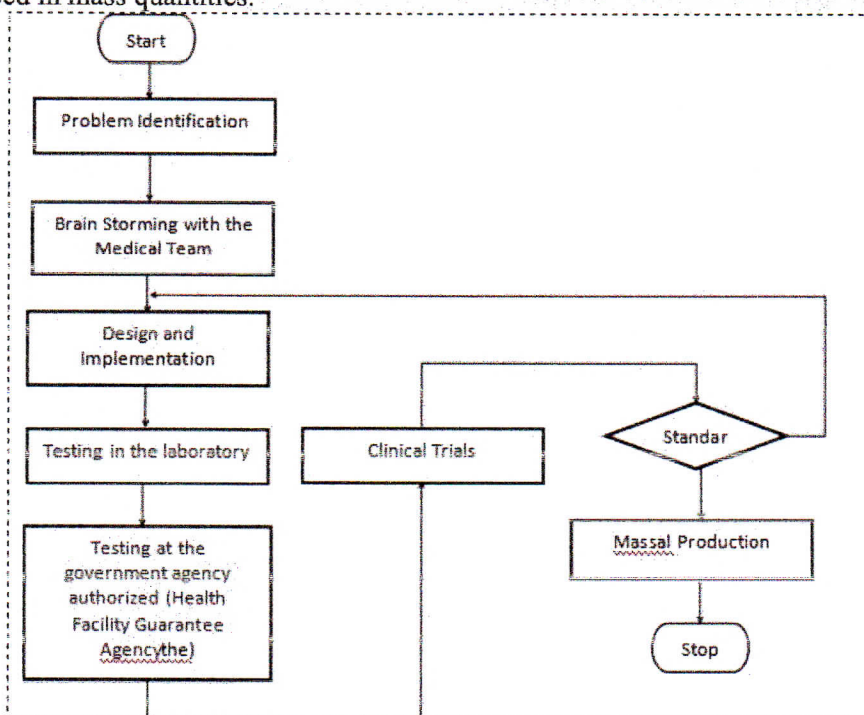 ed in mass quantities.
Start
Problem Identification
Brain Storming with the
Medical Team
Design and
Implementation
Testing in the laboratory
Testing at the
government agency
authorized (Health
Facility Guarantee
Agencythe)
Clinical Trials
Standar
Massal Production
Stop